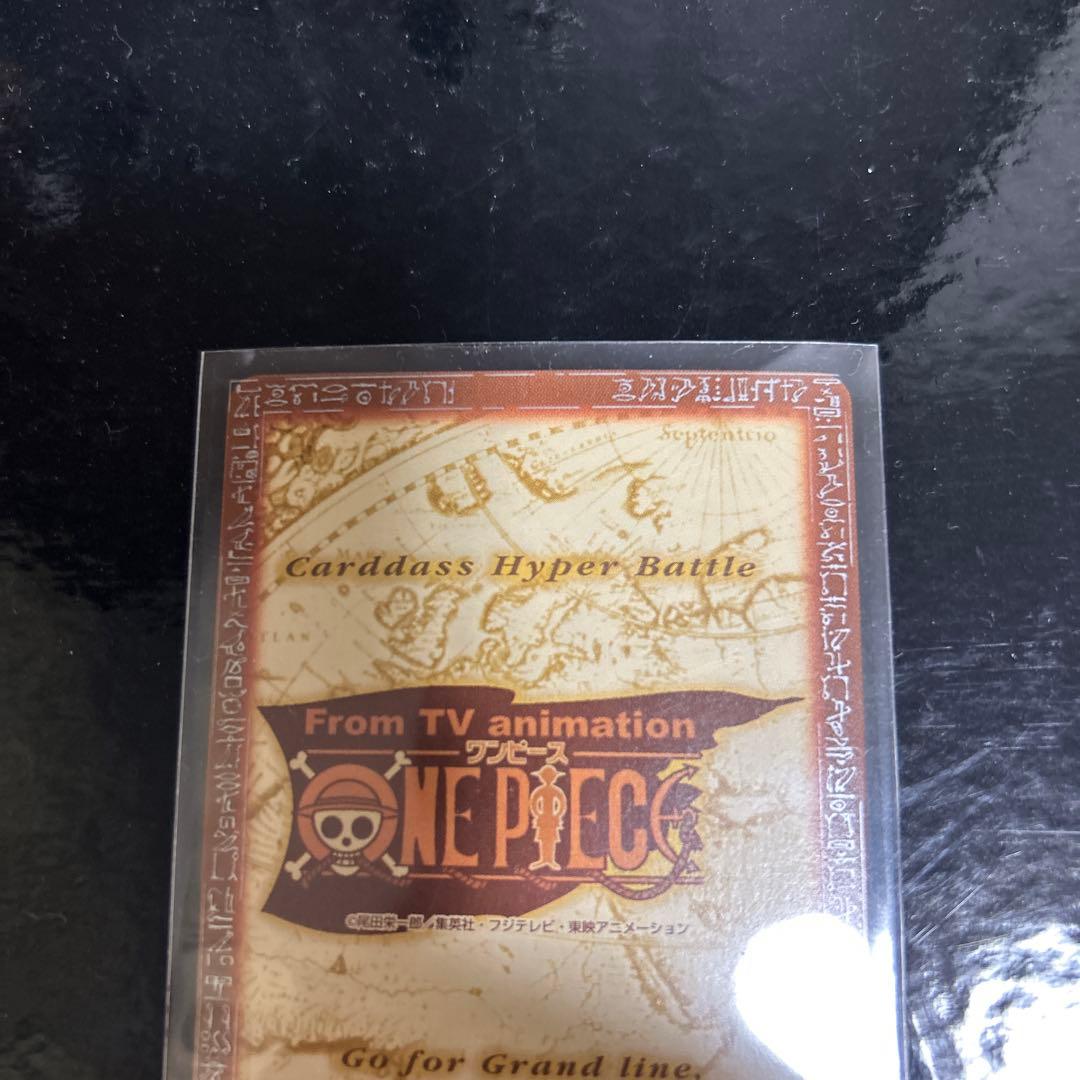 Septentrio
Carddass Hyper Battle
ATLAN
From TV animation
ワンピース
ONE PIECE
©尾田栄一郎／集英社・フジテレビ・東映アニメーション
Go for Grand line,